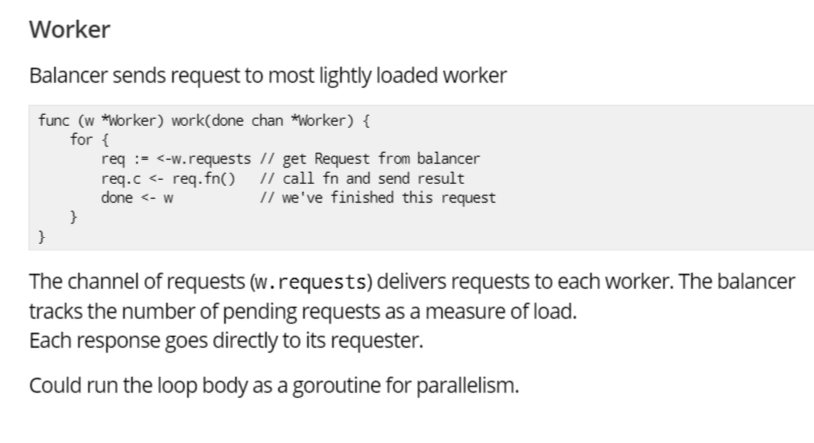 Worker
Balancer sends request to most lightly loaded worker
func (w *Worker) work(done chan *Worker) {
    for {
        req := <-w.requests // get Request from balancer
        req.c <- req.fn()   // call fn and send result
        done <- w           // we've finished this request
    }
}
The channel of requests (w.requests) delivers requests to each worker. The balancer
tracks the number of pending requests as a measure of load.
Each response goes directly to its requester.
Could run the loop body as a goroutine for parallelism.